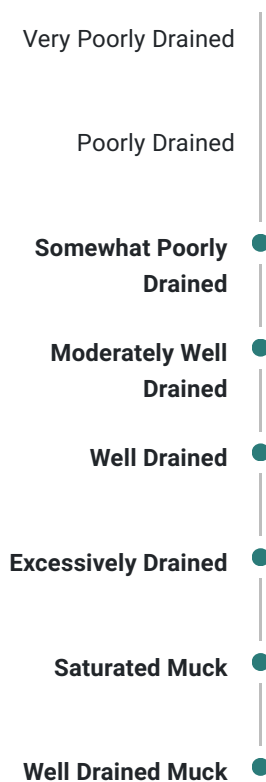 Very Poorly Drained
Poorly Drained
Somewhat Poorly
Drained
Moderately Well
Drained
Well Drained
Excessively Drained
Saturated Muck
Well Drained Muck